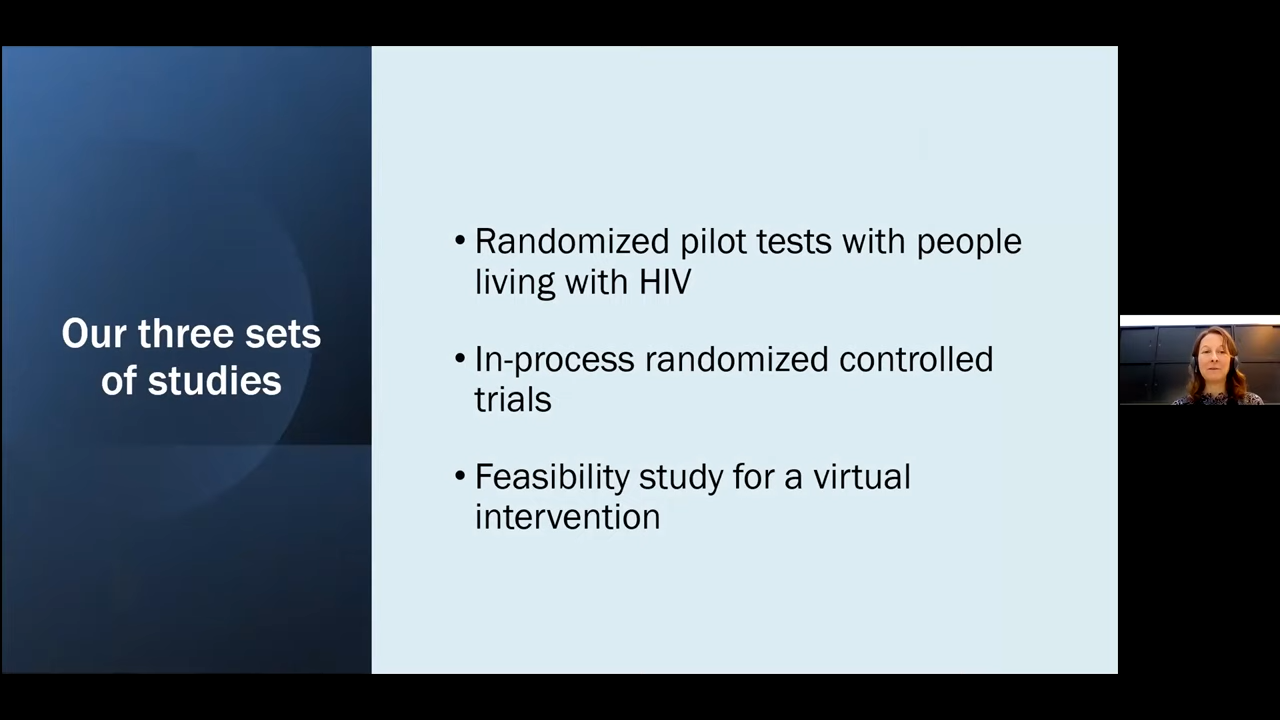 Our three sets
of studies
• Randomized pilot tests with people
living with HIV
• In-process randomized controlled
trials
• Feasibility study for a virtual
intervention